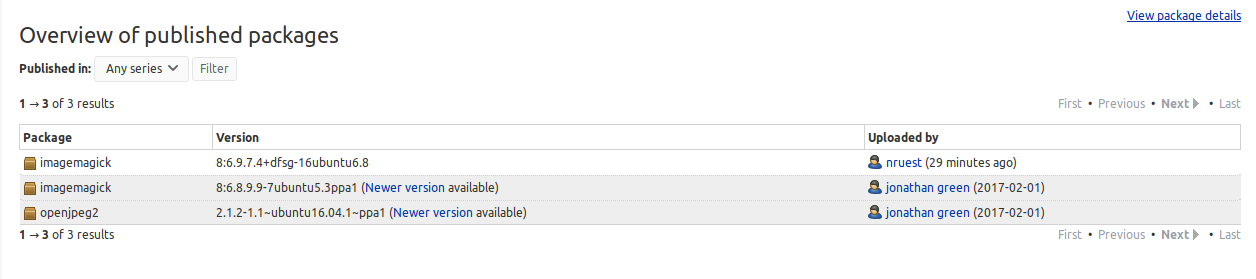 View package details
Overview of published packages
Published in: Any series Filter
1 → 3 of 3 results First • Previous • Next • Last
Package Version Uploaded by
imagemagick 8:6.9.7.4+dfsg-16ubuntu6.8 nruest (29 minutes ago)
imagemagick 8:6.8.9.9-7ubuntu5.3ppa1 (Newer version available) jonathan green (2017-02-01)
openjpeg2 2.1.2-1.1~ubuntu16.04.1~ppa1 (Newer version available) jonathan green (2017-02-01)
1 → 3 of 3 results First • Previous • Next • Last